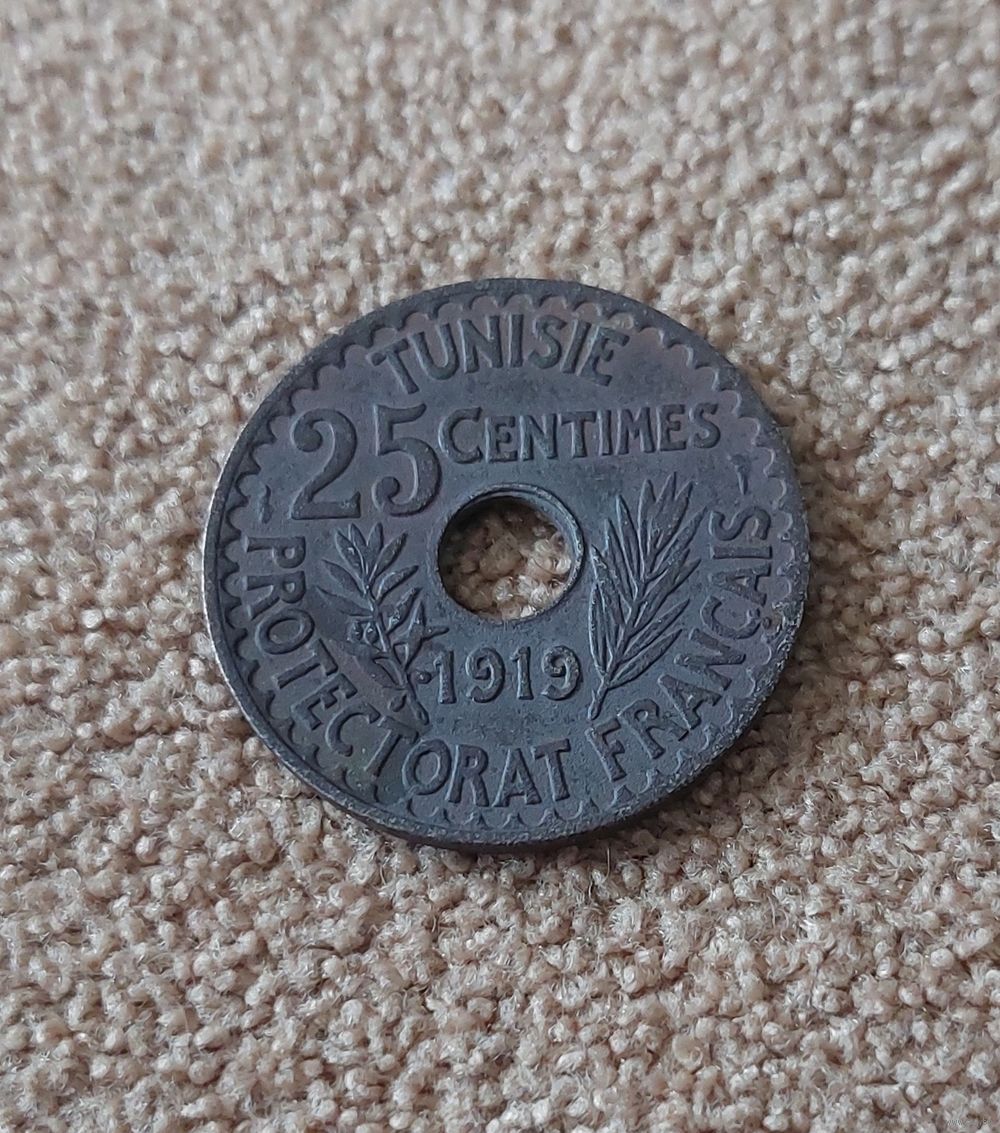 TUNISIE
25 CENTIMES
1919
PROTECTORAT FRANÇAIS